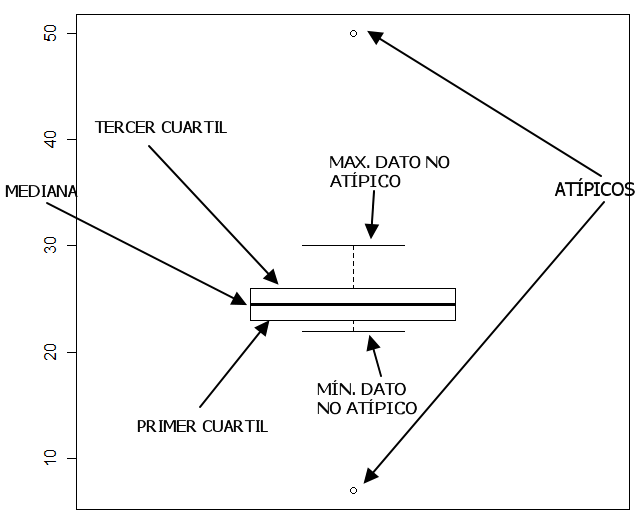 50
TERCER CUARTIL
40
MAX. DATO NO
ATÍPICO
MEDIANA
ATÍPICOS
30
20
MÍN. DATO
NO ATÍPICO
PRIMER CUARTIL
10